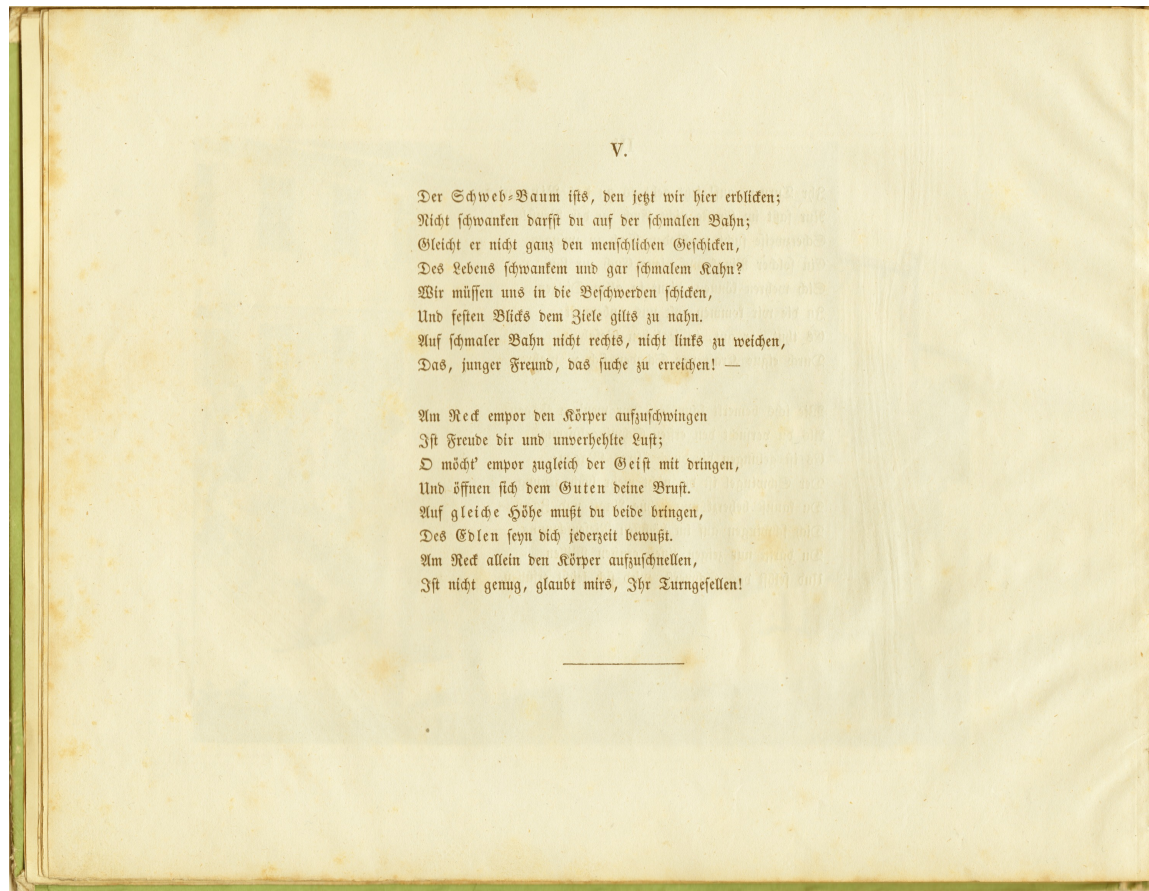 V.
Der Schweb-Baum ists, den jetzt wir hier erblicken;
Nicht schwanken darfst du auf der schmalen Bahn;
Gleicht er nicht ganz den menschlichen Geschicken,
Des Lebens schwankem und gar schmalem Kahn?
Wir müssen uns in die Beschwerden schicken,
Und festen Blicks dem Ziele gilts zu nahn.
Auf schmaler Bahn nicht rechts, nicht links zu weichen,
Das, junger Freund, das suche zu erreichen! —
Am Reck empor den Körper aufzuschwingen
Ist Freude dir und unverhehlte Lust;
O möcht' empor zugleich der Geist mit dringen,
Und öffnen sich dem Guten deine Brust.
Auf gleiche Höhe mußt du beide bringen,
Des Edlen seyn dich jederzeit bewußt.
Am Reck allein den Körper aufzuschnellen,
Ist nicht genug, glaubt mirs, Ihr Turngesellen!